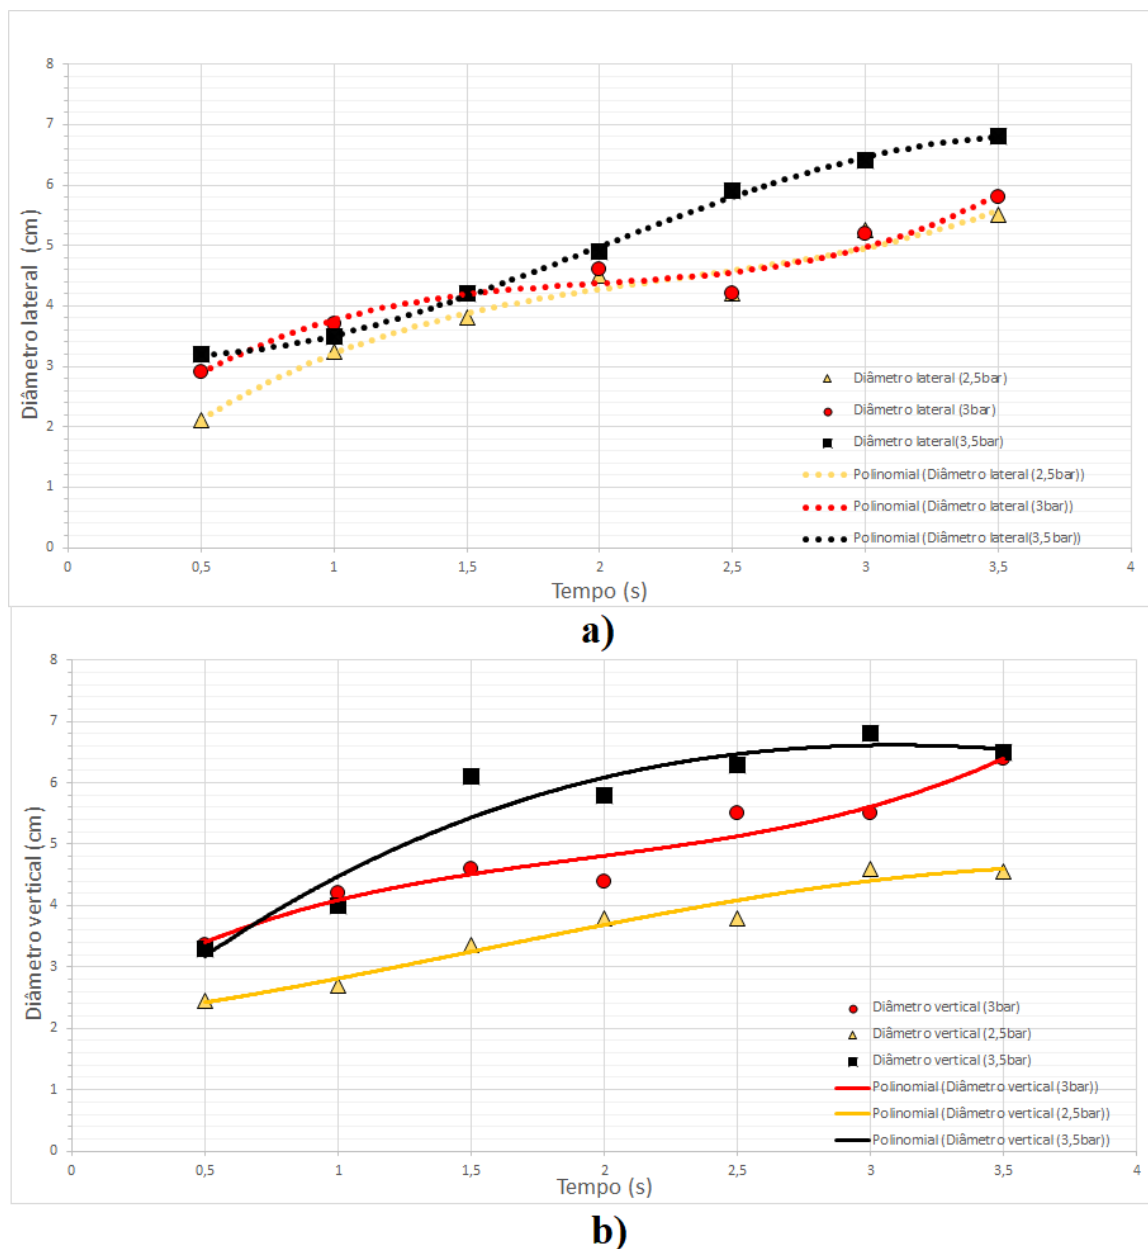 8
7
6
5
4
3
2
1
0
Diâmetro lateral (cm)
Diâmetro lateral (2,5bar)
Diâmetro lateral (3bar)
Diâmetro lateral(3,5bar)
Polinomial (Diâmetro lateral (2,5bar))
Polinomial (Diâmetro lateral (3bar))
Polinomial (Diâmetro lateral(3,5bar))
0 0,5 1 1,5 2 2,5 3 3,5 4
Tempo (s)
a)
8
7
6
5
4
3
2
1
0
Diâmetro vertical (cm)
Diâmetro vertical (3bar)
Diâmetro vertical (2,5bar)
Diâmetro vertical (3,5bar)
Polinomial (Diâmetro vertical (3bar))
Polinomial (Diâmetro vertical (2,5bar))
Polinomial (Diâmetro vertical (3,5bar))
0 0,5 1 1,5 2 2,5 3 3,5 4
Tempo (s)
b)